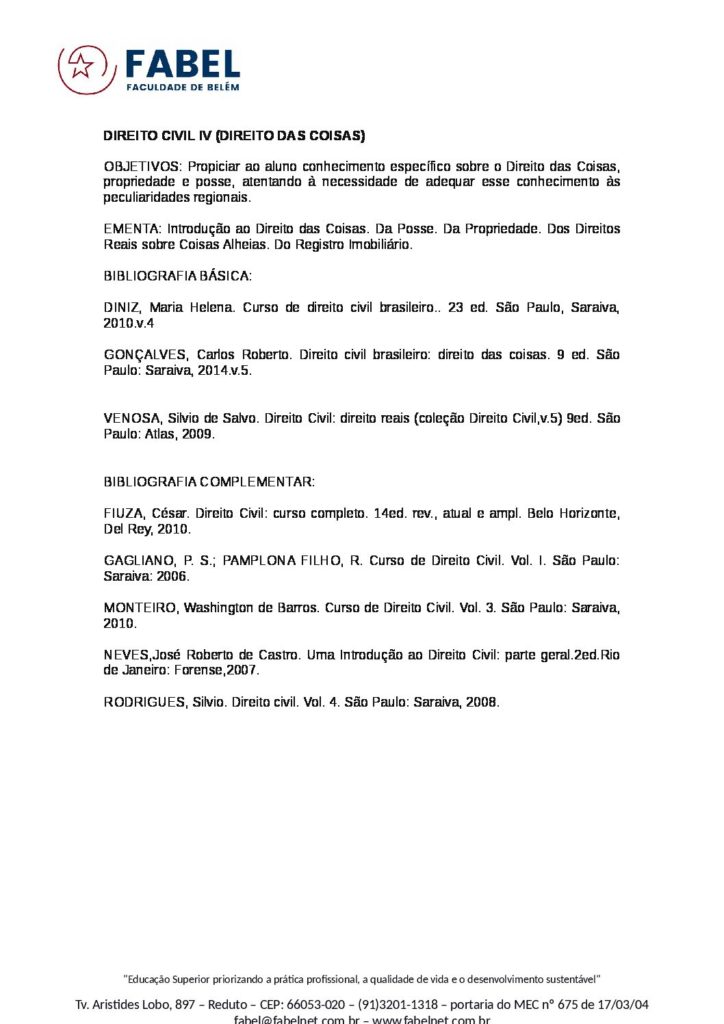 FABEL
FACULDADE DE BELÉM
DIREITO CIVIL IV (DIREITO DAS COISAS)
OBJETIVOS: Propiciar ao aluno conhecimento específico sobre o Direito das Coisas,
propriedade e posse, atentando à necessidade de adequar esse conhecimento às
peculiaridades regionais.
EMENTA: Introdução ao Direito das Coisas. Da Posse. Da Propriedade. Dos Direitos
Reais sobre Coisas Alheias. Do Registro Imobiliário.
BIBLIOGRAFIA BÁSICA:
DINIZ, Maria Helena. Curso de direito civil brasileiro.. 23 ed. São Paulo, Saraiva,
2010.v.4
GONÇALVES, Carlos Roberto. Direito civil brasileiro: direito das coisas. 9 ed. São
Paulo: Saraiva, 2014.v.5.
VENOSA, Silvio de Salvo. Direito Civil: direito reais (coleção Direito Civil,v.5) 9ed. São
Paulo: Atlas, 2009.
BIBLIOGRAFIA COMPLEMENTAR:
FIUZA, César. Direito Civil: curso completo. 14ed. rev., atual e ampl. Belo Horizonte,
Del Rey, 2010.
GAGLIANO, P. S.; PAMPLONA FILHO, R. Curso de Direito Civil. Vol. I. São Paulo:
Saraiva: 2006.
MONTEIRO, Washington de Barros. Curso de Direito Civil. Vol. 3. São Paulo: Saraiva,
2010.
NEVES,José Roberto de Castro. Uma Introdução ao Direito Civil: parte geral.2ed.Rio
de Janeiro: Forense,2007.
RODRIGUES, Silvio. Direito civil. Vol. 4. São Paulo: Saraiva, 2008.
"Educação Superior priorizando a prática profissional, a qualidade de vida e o desenvolvimento sustentável"
Tv. Aristides Lobo, 897 – Reduto – CEP: 66053-020 – (91)3201-1318 – portaria do MEC nº 675 de 17/03/04
fabel@fabelnet.com.br – www.fabelnet.com.br